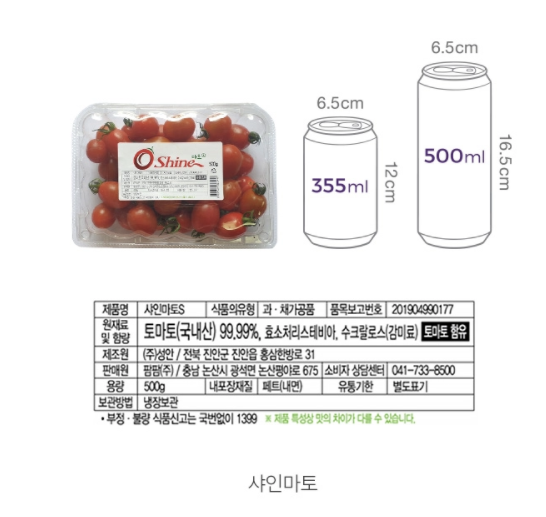 6.5cm
6.5cm
500ml
16.5cm
355ml
12cm
Shine
500g
제품명 샤인마토S 식품의유형 과·채가공품 품목보고번호 201904990177
원재료 및 함량 토마토(국내산) 99.99%, 효소처리스테비아, 수크랄로스(감미료) 토마토 함유
제조원 (주)성안 / 전북 진안군 진안읍 홍삼한방로 31
판매원 팜팜(주) / 충남 논산시 광석면 논산평야로 675 소비자 상담센터 041-733-8500
용량 500g 내포장재질 페트(내면) 유통기한 별도표기
보관방법 냉장보관
• 부정·불량 식품신고는 국번없이 1399 ※ 제품 특성상 맛의 차이가 다를 수 있습니다.
샤인마토